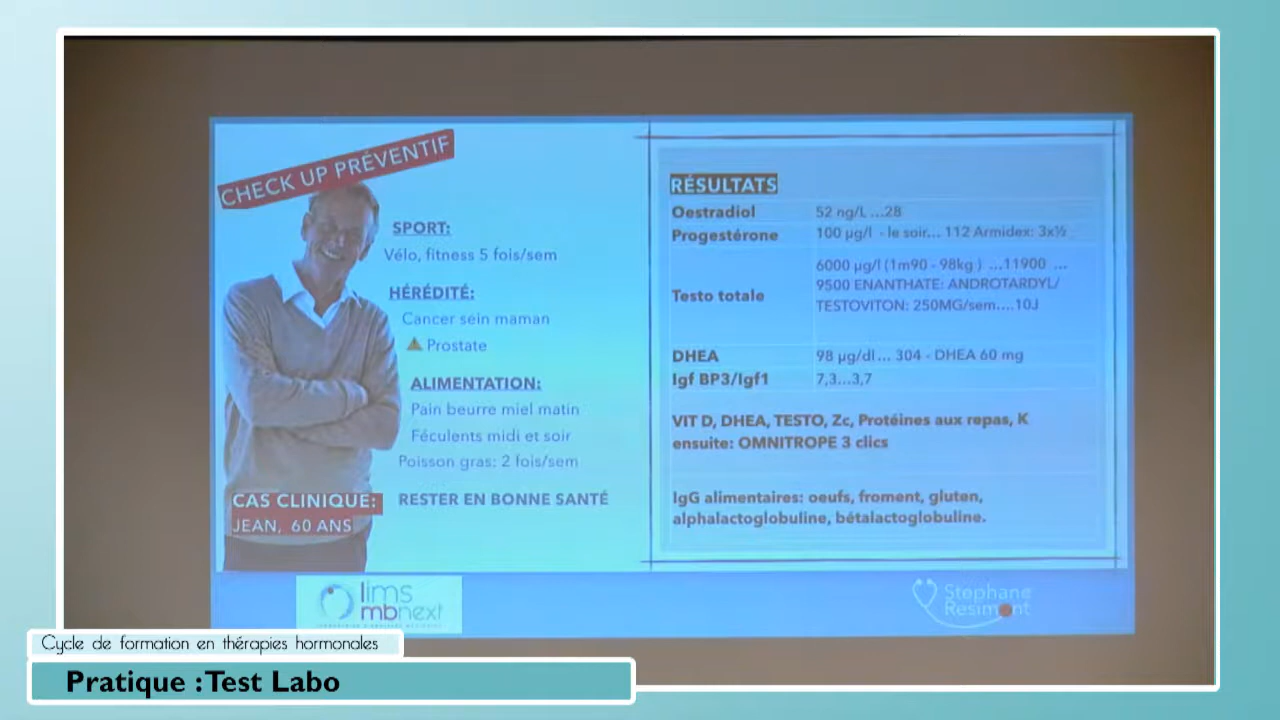 CHECK UP PRÉVENTIF
SPORT:
Vélo, fitness 5 fois/sem
HÉRÉDITÉ:
Cancer sein maman
Prostate
ALIMENTATION:
Pain beurre miel matin
Féculents midi et soir
Poisson gras: 2 fois/sem
CAS CLINIQUE:
JEAN, 60 ANS
RESTER EN BONNE SANTÉ
RÉSULTATS
Oestradiol 52 ng/L ...28
Progestérone 100 µg/l - le soir... 112 Armidex: 3x½
Testo totale 6000 µg/l (1m90 - 98kg ) ...11900 ...
9500 ENANTHATE: ANDROTARDYL/
TESTOVITON: 250MG/sem....10J
DHEA 98 µg/dl... 304 - DHEA 60 mg
Igf BP3/Igf1 7,3...3,7
VIT D, DHEA, TESTO, Zc, Protéines aux repas, K
ensuite: OMNITROPE 3 clics
IgG alimentaires: oeufs, froment, gluten,
alphalactoglobuline, bétalactoglobuline.
lims
mbnext
Stéphane
Resimont
Cycle de formation en thérapies hormonales
Pratique : Test Labo